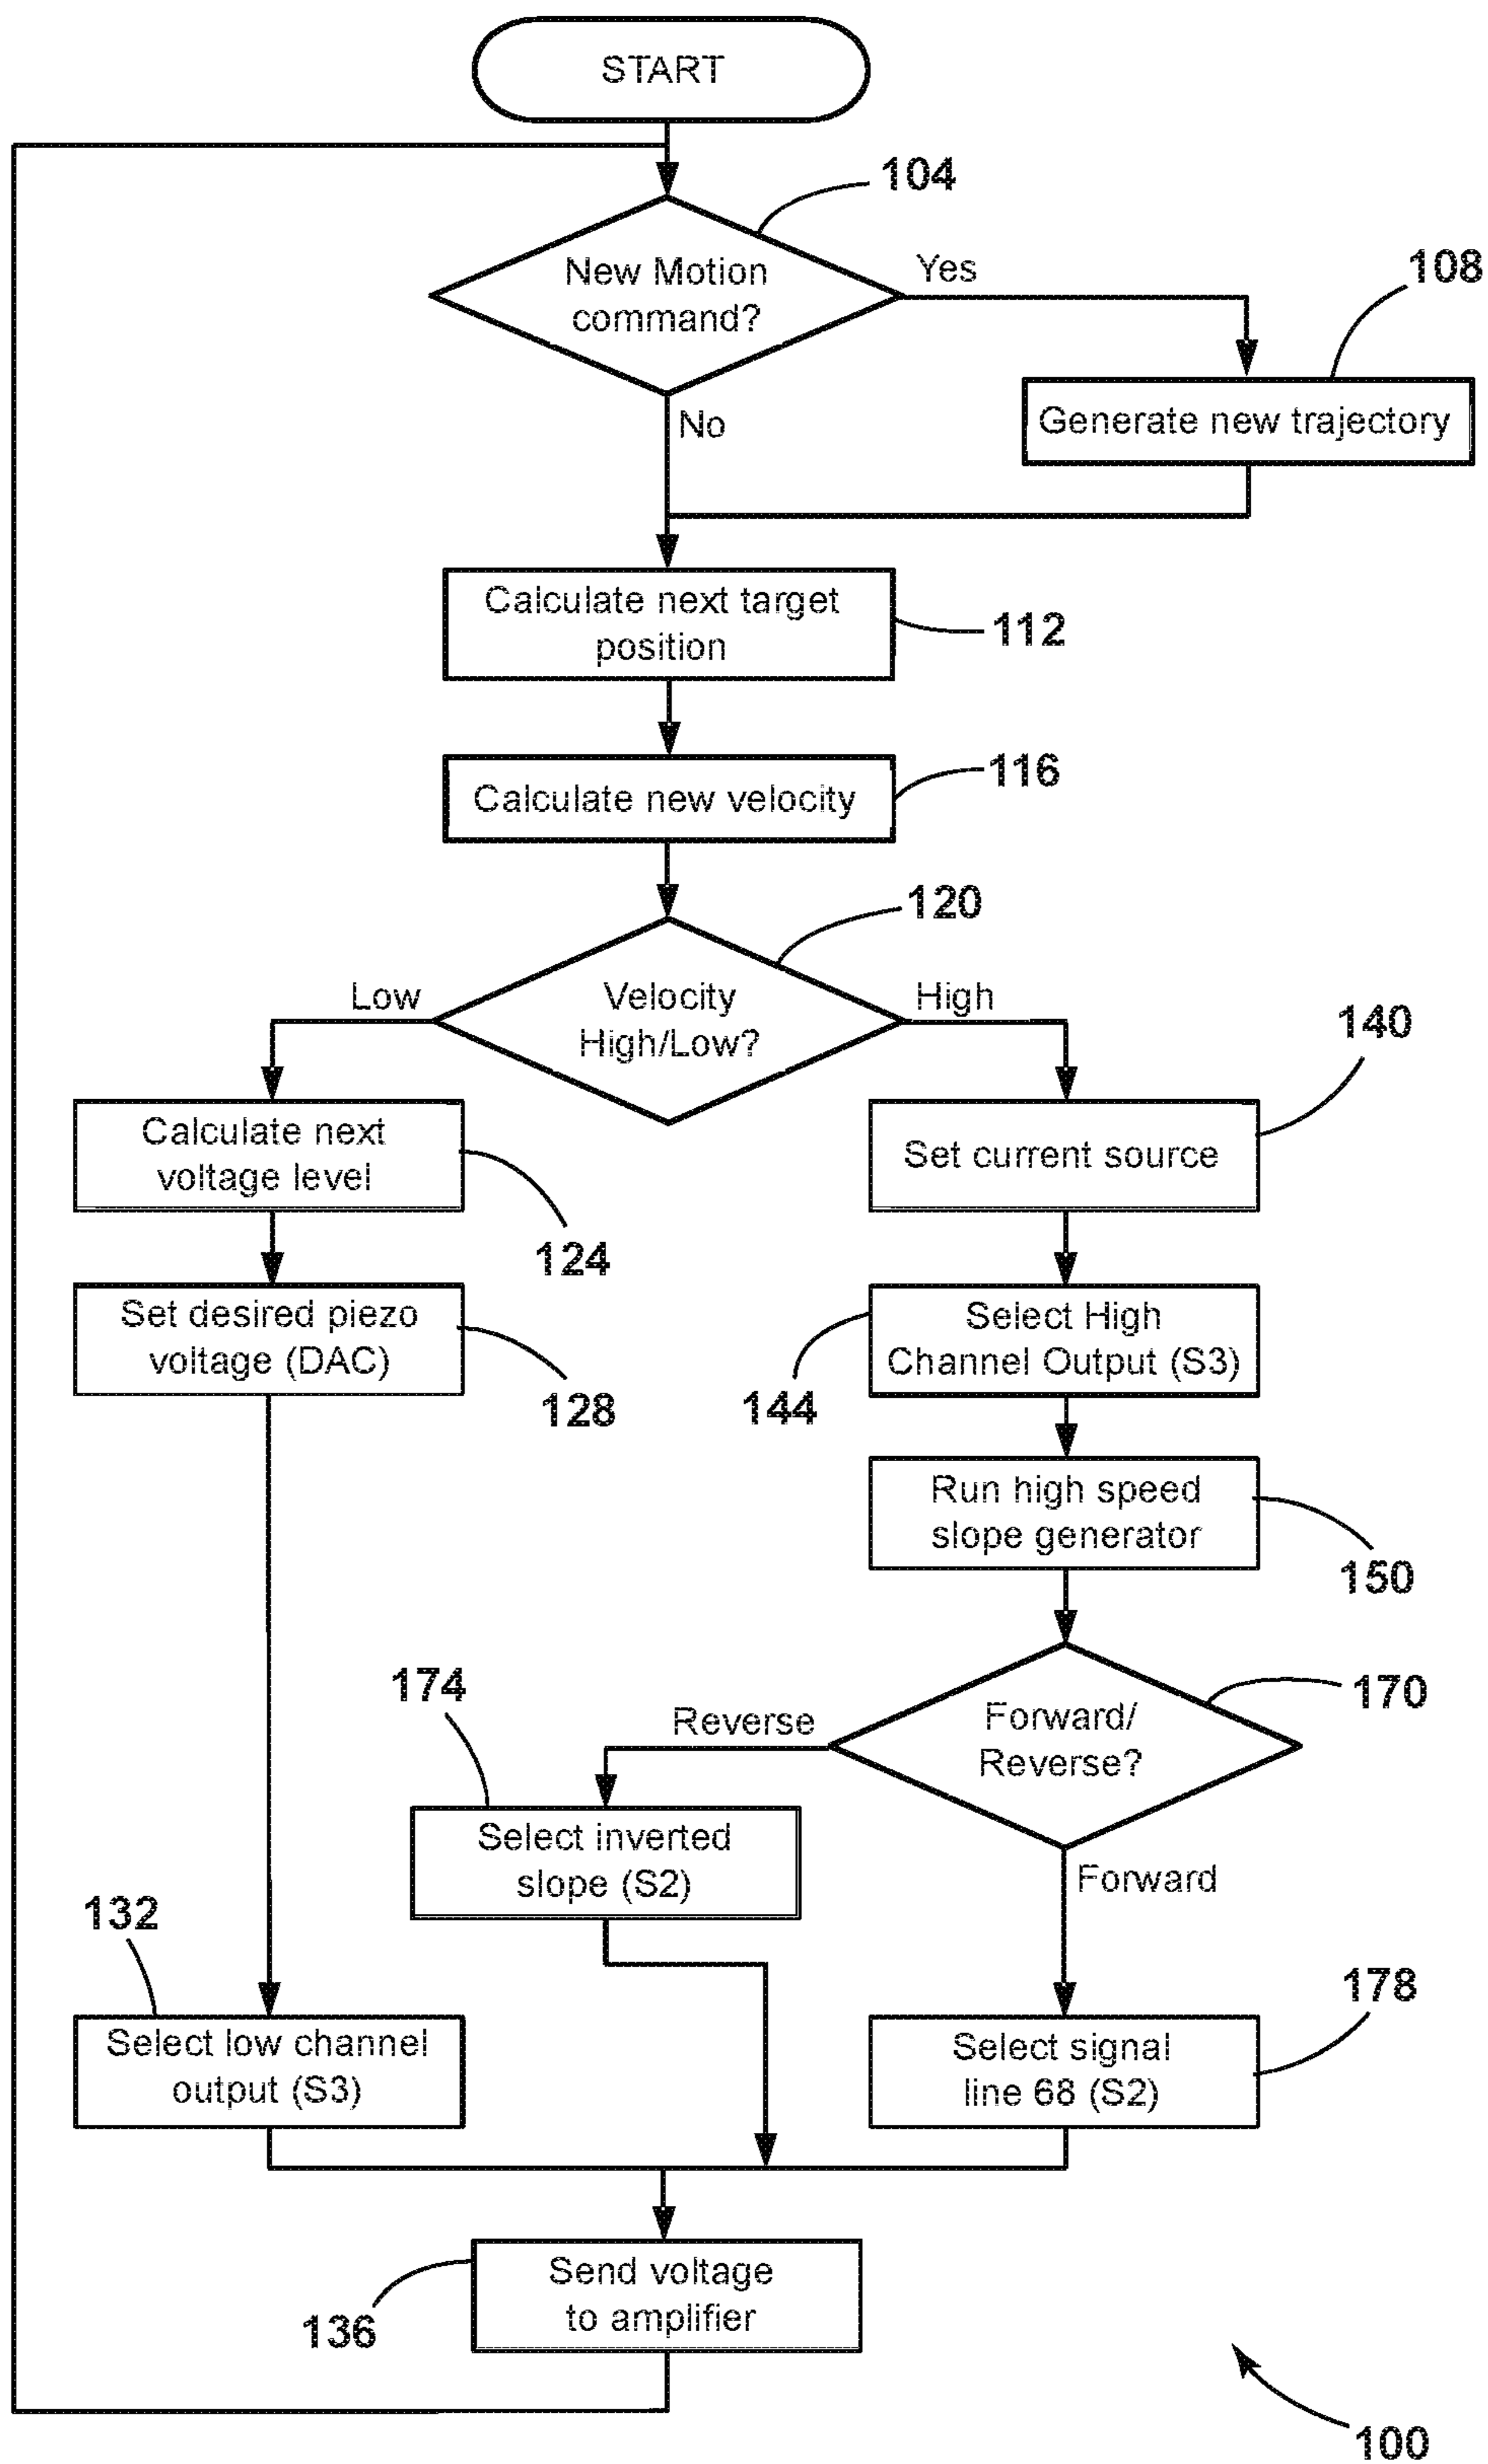 START
104
New Motion
command?
Yes
108
Generate new trajectory
No
Calculate next target
position
112
Calculate new velocity
116
120
Low
Velocity
High/Low?
High
140
Calculate next
voltage level
124
Set current source
Set desired piezo
voltage (DAC)
128
Select High
Channel Output (S3)
144
Run high speed
slope generator
150
174
Reverse
Forward/
Reverse?
170
Select inverted
slope (S2)
Forward
132
178
Select low channel
output (S3)
Select signal
line 68 (S2)
Send voltage
to amplifier
136
100